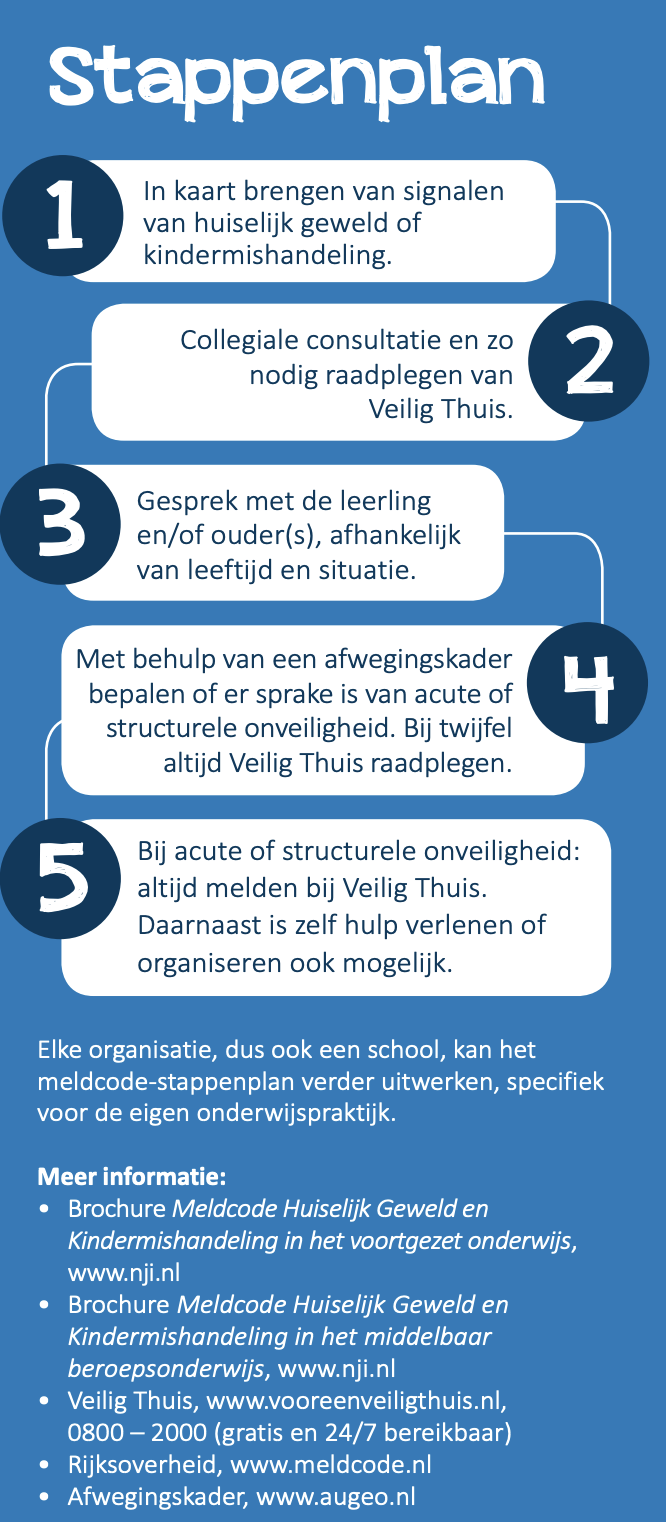 Stappenplan
1
In kaart brengen van signalen
van huiselijk geweld of
kindermishandeling.
2
Collegiale consultatie en zo
nodig raadplegen van
Veilig Thuis.
3
Gesprek met de leerling
en/of ouder(s), afhankelijk
van leeftijd en situatie.
4
Met behulp van een afwegingskader
bepalen of er sprake is van acute of
structurele onveiligheid. Bij twijfel
altijd Veilig Thuis raadplegen.
5
Bij acute of structurele onveiligheid:
altijd melden bij Veilig Thuis.
Daarnaast is zelf hulp verlenen of
organiseren ook mogelijk.
Elke organisatie, dus ook een school, kan het
meldcode-stappenplan verder uitwerken, specifiek
voor de eigen onderwijspraktijk.
Meer informatie:
• Brochure Meldcode Huiselijk Geweld en
Kindermishandeling in het voortgezet onderwijs,
www.nji.nl
• Brochure Meldcode Huiselijk Geweld en
Kindermishandeling in het middelbaar
beroepsonderwijs, www.nji.nl
• Veilig Thuis, www.vooreenveiligthuis.nl,
0800 – 2000 (gratis en 24/7 bereikbaar)
• Rijksoverheid, www.meldcode.nl
• Afwegingskader, www.augeo.nl